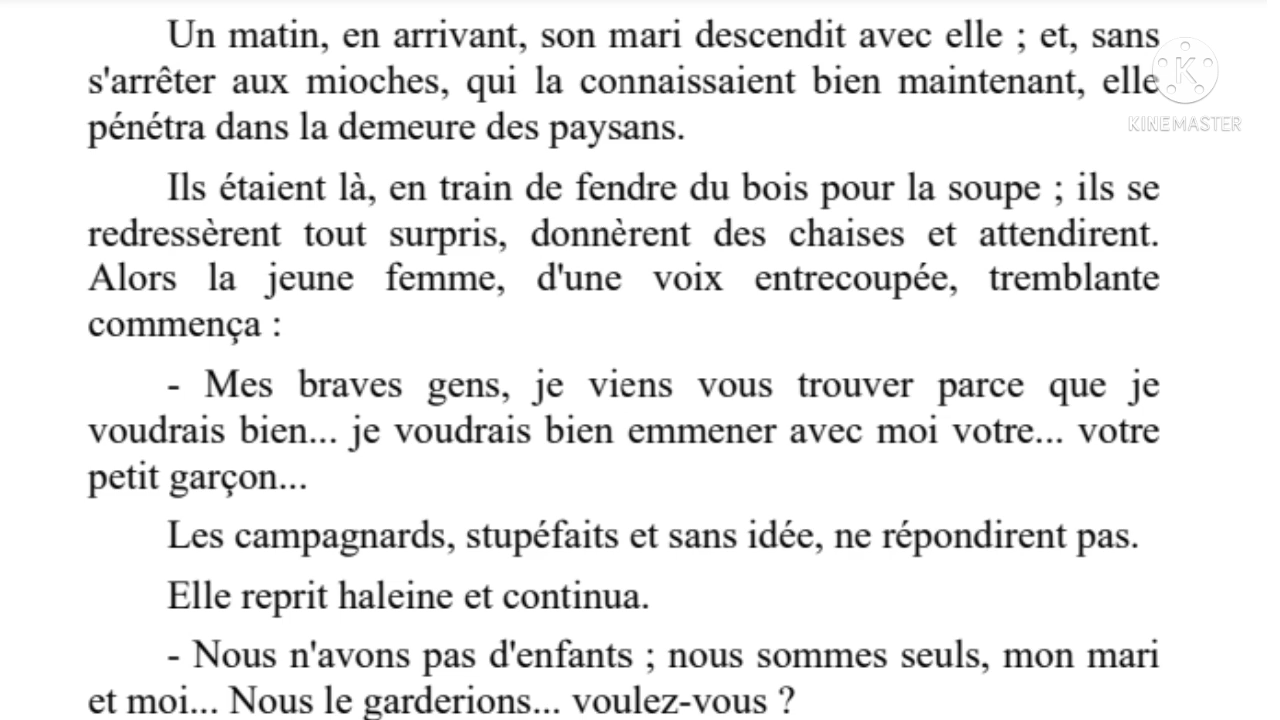 Un matin, en arrivant, son mari descendit avec elle ; et, sans
s'arrêter aux mioches, qui la connaissaient bien maintenant, elle
pénétra dans la demeure des paysans.
Ils étaient là, en train de fendre du bois pour la soupe ; ils se
redressèrent tout surpris, donnèrent des chaises et attendirent.
Alors la jeune femme, d'une voix entrecoupée, tremblante
commença :
- Mes braves gens, je viens vous trouver parce que je
voudrais bien... je voudrais bien emmener avec moi votre... votre
petit garçon...
Les campagnards, stupéfaits et sans idée, ne répondirent pas.
Elle reprit haleine et continua.
- Nous n'avons pas d'enfants ; nous sommes seuls, mon mari
et moi... Nous le garderions... voulez-vous ?
K
KINEMASTER